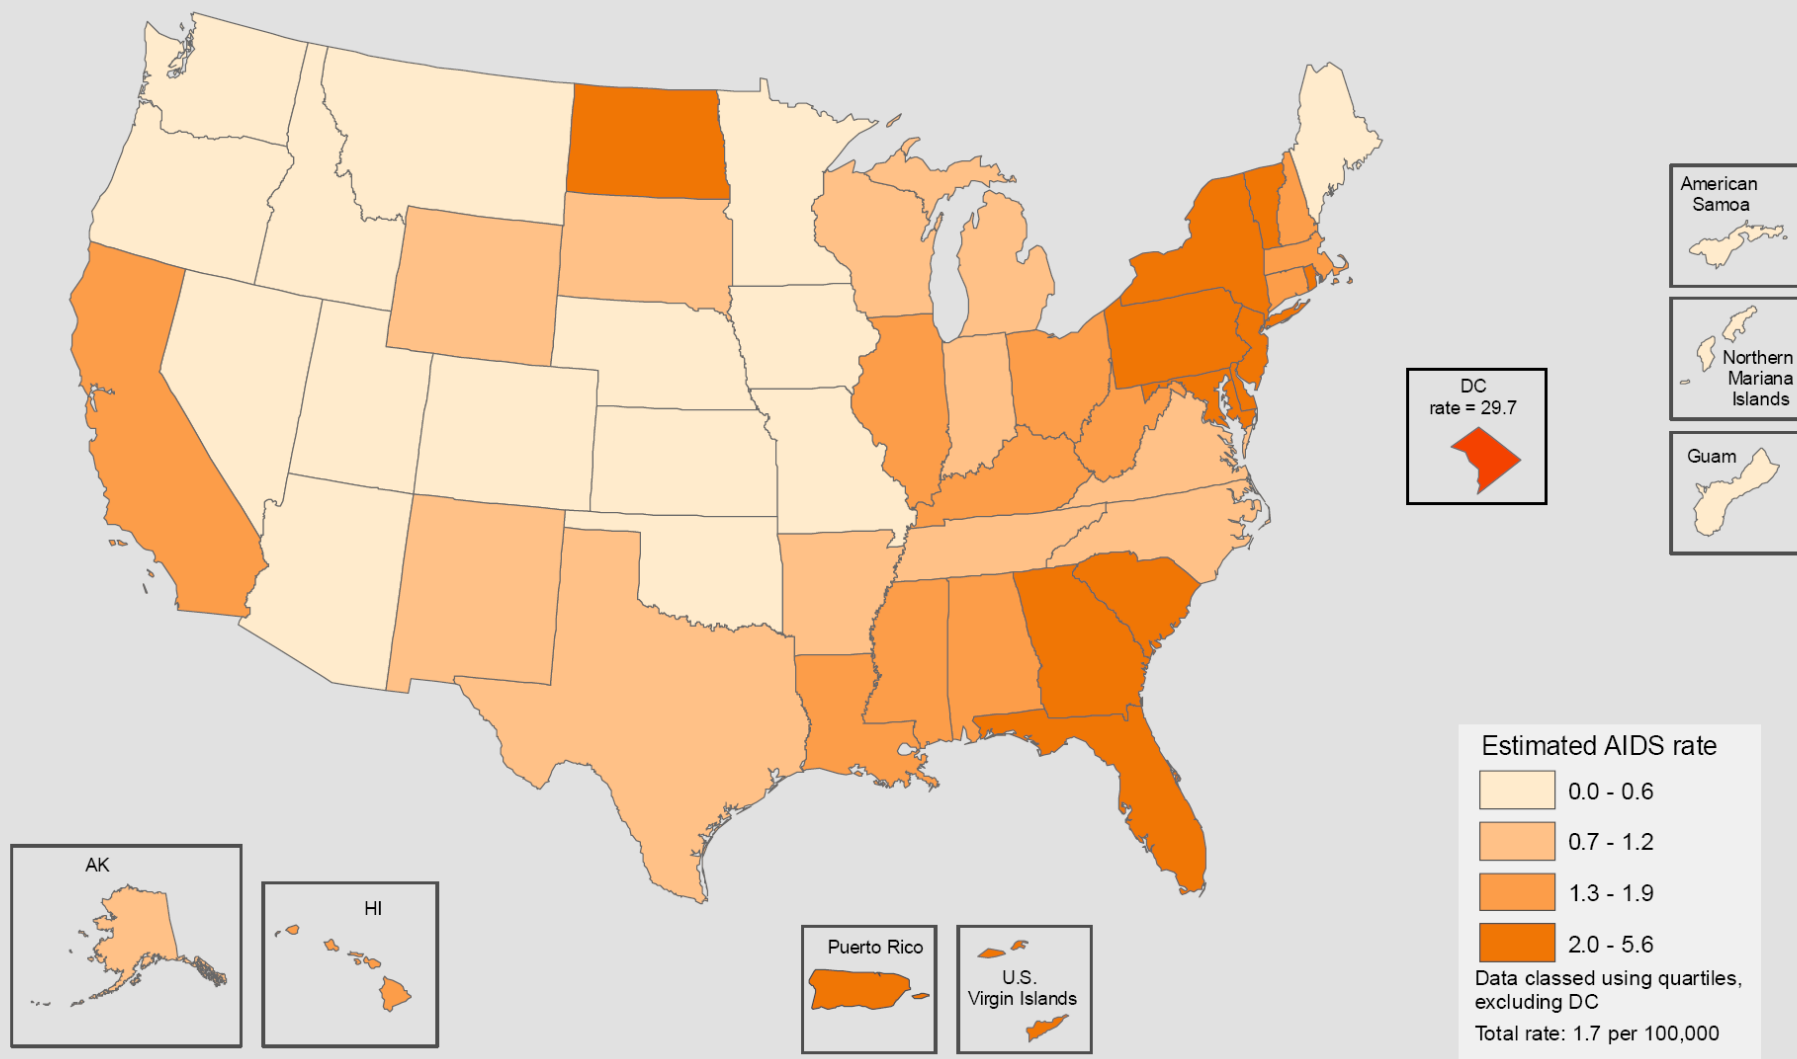 American
Samoa
Northern
Mariana
Islands
DC
rate = 29.7
Guam
Estimated AIDS rate
0.0 - 0.6
0.7 - 1.2
1.3 - 1.9
2.0 - 5.6
Data classed using quartiles,
excluding DC
Total rate: 1.7 per 100,000
AK
HI
Puerto Rico
U.S.
Virgin Islands